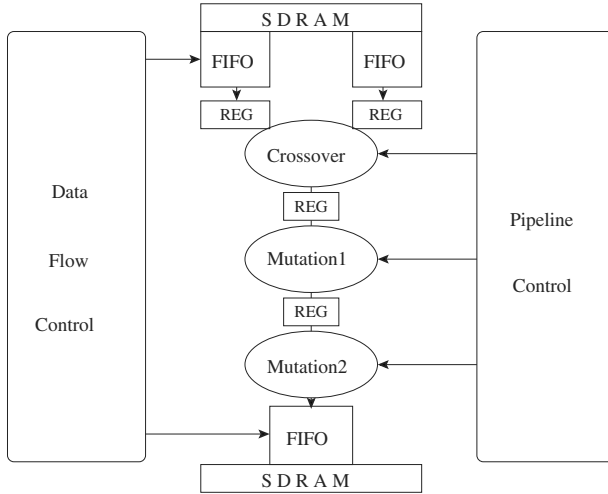 S D R A M
FIFO
FIFO
REG
REG
Crossover
REG
Data
Flow
Control
Mutation1
Pipeline
Control
REG
Mutation2
FIFO
S D R A M